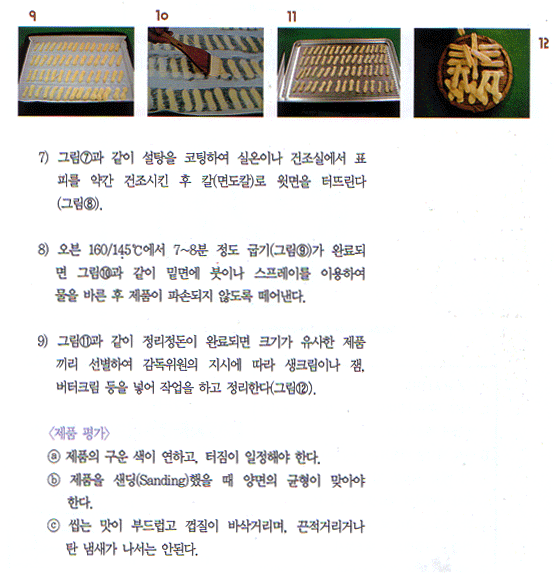 9 10 11 12
7) 그림⑦과 같이 설탕을 코팅하여 실온이나 건조실에서 표
피를 약간 건조시킨 후 칼(면도칼)로 윗면을 터뜨린다
(그림⑧).
8) 오븐 160/145℃에서 7~8분 정도 굽기(그림⑨)가 완료되
면 그림⑩과 같이 밑면에 붓이나 스프레이를 이용하여
물을 바른 후 제품이 파손되지 않도록 떼어낸다.
9) 그림⑪과 같이 정리정돈이 완료되면 크기가 유사한 제품
끼리 선별하여 감독위원의 지시에 따라 생크림이나 잼,
버터크림 등을 넣어 작업을 하고 정리한다(그림⑫).
〈제품 평가〉
ⓐ 제품의 구운 색이 연하고, 터짐이 일정해야 한다.
ⓑ 제품을 샌딩(Sanding)했을 때 양면의 균형이 맞아야
한다.
ⓒ 씹는 맛이 부드럽고 껍질이 바삭거리며, 끈적거리거나
탄 냄새가 나서는 안된다.